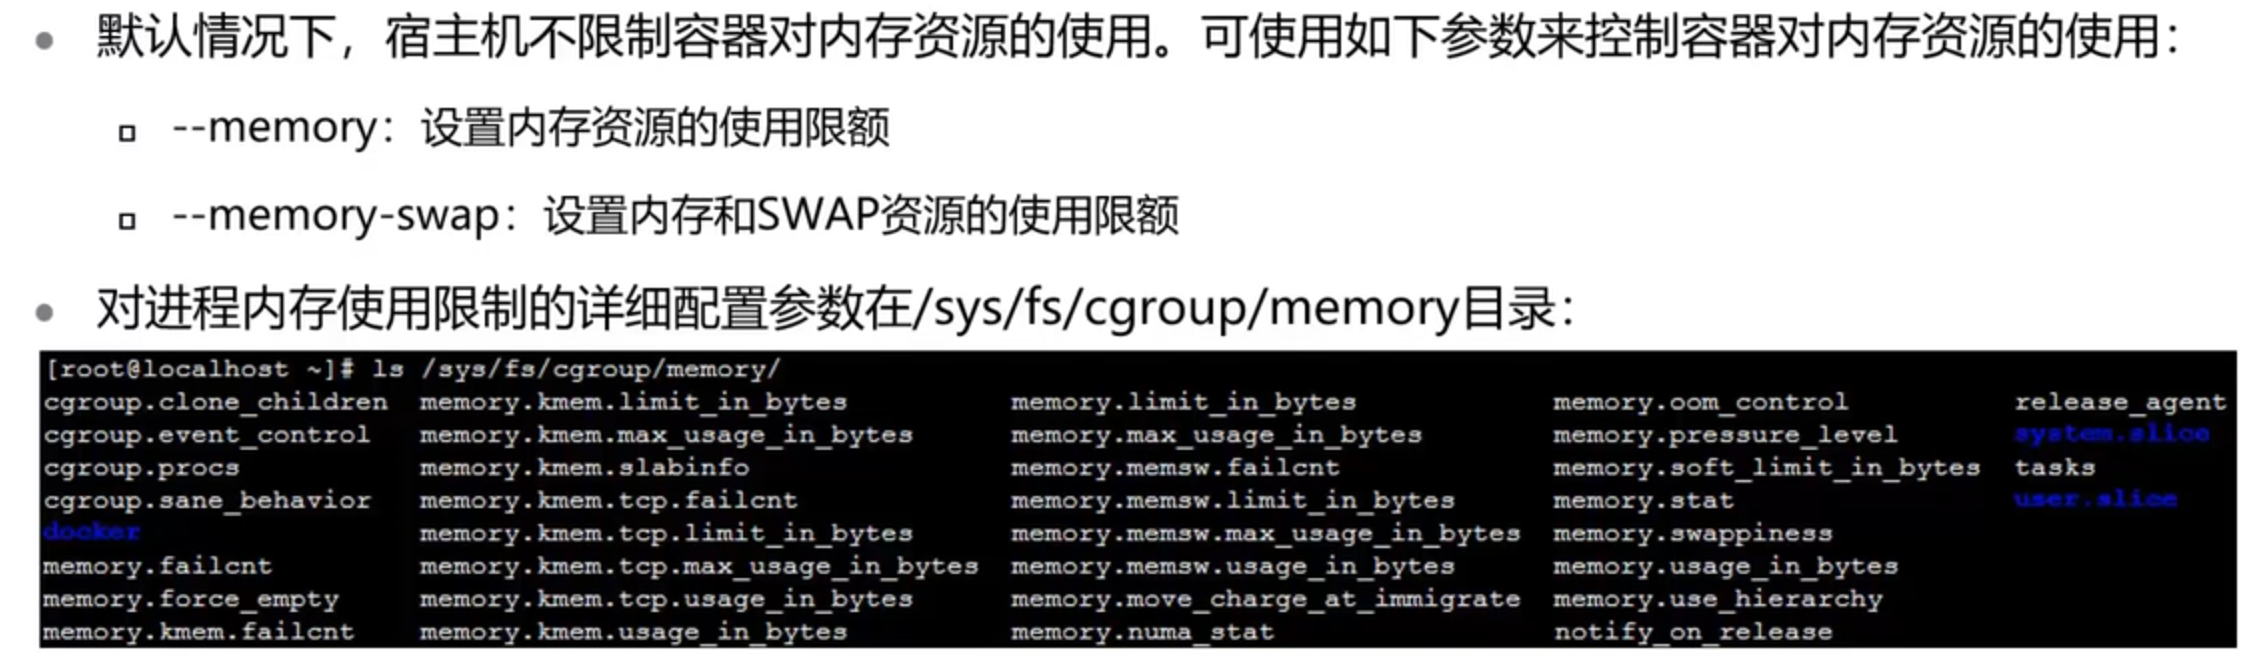 默认情况下，宿主机不限制容器对内存资源的使用。可使用如下参数来控制容器对内存资源的使用：
--memory：设置内存资源的使用限额
--memory-swap：设置内存和SWAP资源的使用限额
对进程内存使用限制的详细配置参数在/sys/fs/cgroup/memory目录：
[root@localhost ~]# ls /sys/fs/cgroup/memory/
cgroup.clone_children memory.kmem.limit_in_bytes memory.limit_in_bytes memory.oom_control release_agent
cgroup.event_control memory.kmem.max_usage_in_bytes memory.max_usage_in_bytes memory.pressure_level system.slice
cgroup.procs memory.kmem.slabinfo memory.memsw.failcnt memory.soft_limit_in_bytes tasks
cgroup.sane_behavior memory.kmem.tcp.failcnt memory.memsw.limit_in_bytes memory.stat user.slice
docker memory.kmem.tcp.limit_in_bytes memory.memsw.max_usage_in_bytes memory.swappiness
memory.failcnt memory.kmem.tcp.max_usage_in_bytes memory.memsw.usage_in_bytes memory.usage_in_bytes
memory.force_empty memory.kmem.tcp.usage_in_bytes memory.move_charge_at_immigrate memory.use_hierarchy
memory.kmem.failcnt memory.kmem.usage_in_bytes memory.numa_stat notify_on_release